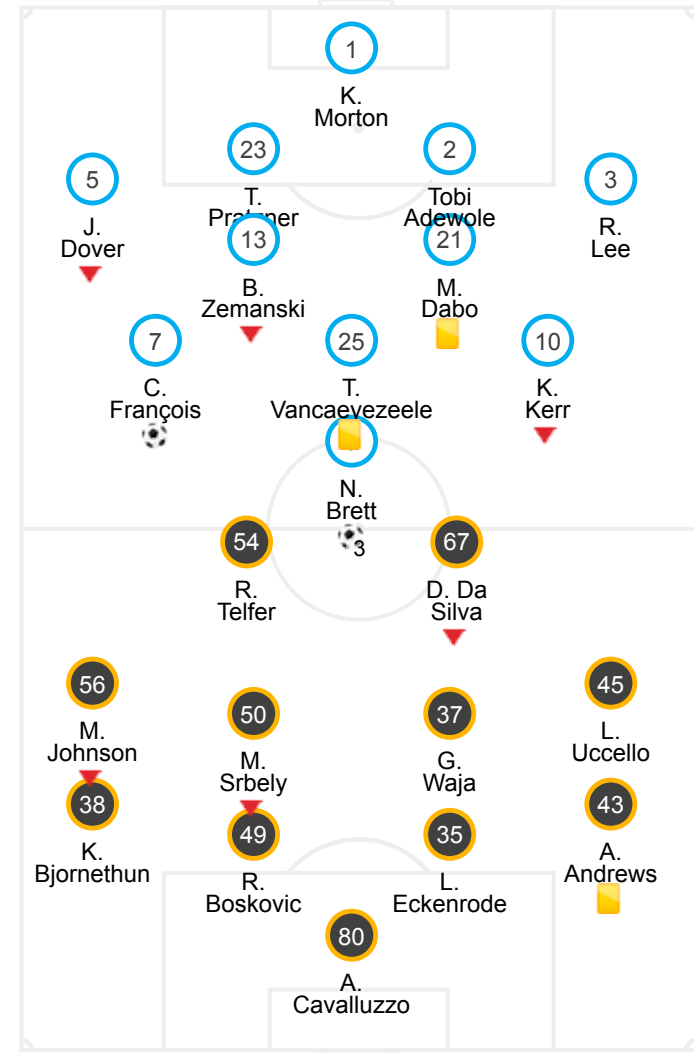 1
K.
Morton
23
2
5
3
T.
Tobi
Adewole
J.
Dover
R.
Lee
13
21
B.
Zemanski
M.
Dabo
7
25
10
C.
François
T.
Vancaeyezeele
K.
Kerr
N.
Brett
3
54
67
R.
Telfer
D. Da
Silva
56
45
50
37
M.
Johnson
L.
Uccello
M.
Srbely
G.
Waja
38
43
49
35
K.
Bjornethun
A.
Andrews
R.
Boskovic
L.
Eckenrode
80
A.
Cavalluzzo